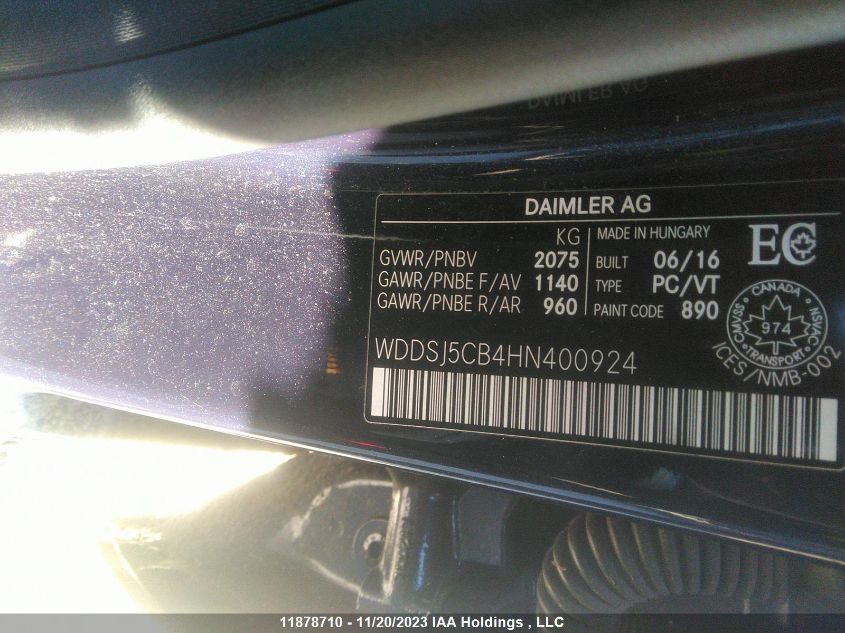 DAIMLER AG
KG
GVWR/PNBV 2075
GAWR/PNBE F/AV 1140
GAWR/PNBE R/AR 960
MADE IN HUNGARY
BUILT 06/16
TYPE PC/VT
PAINT CODE 890
EC
CANADA
CMVSS NSVAC
974
TRANSPORT
ICES/NMB-002
WDDSJ5CB4HN400924
11878710 - 11/20/2023 IAA Holdings , LLC